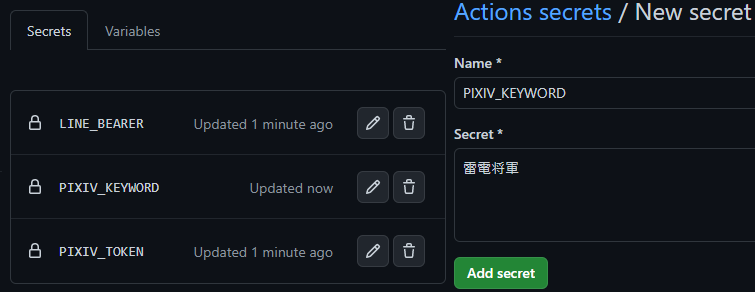 Secrets
Variables
LINE_BEARER
Updated 1 minute ago
PIXIV_KEYWORD
Updated now
PIXIV_TOKEN
Updated 1 minute ago
Actions secrets / New secret
Name *
PIXIV_KEYWORD
Secret *
雷電将軍
Add secret